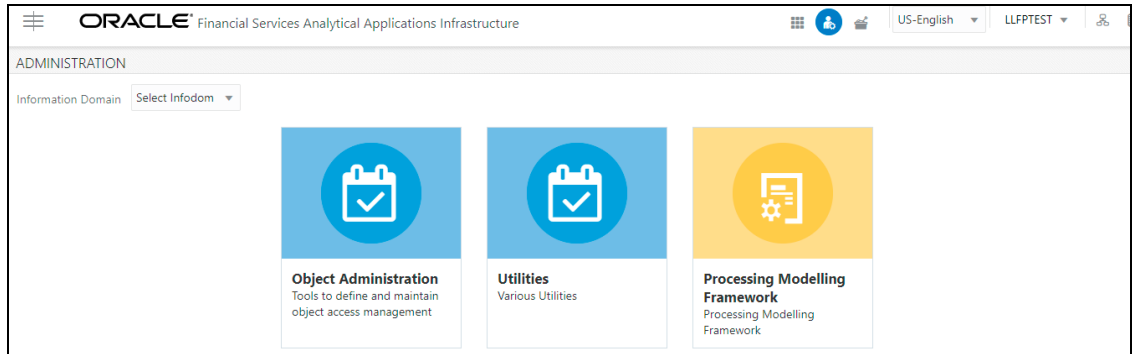 ORACLE® Financial Services Analytical Applications Infrastructure US-English LLFPTEST
ADMINISTRATION
Information Domain Select Infodom
Object Administration
Tools to define and maintain
object access management
Utilities
Various Utilities
Processing Modelling
Framework
Processing Modelling
Framework